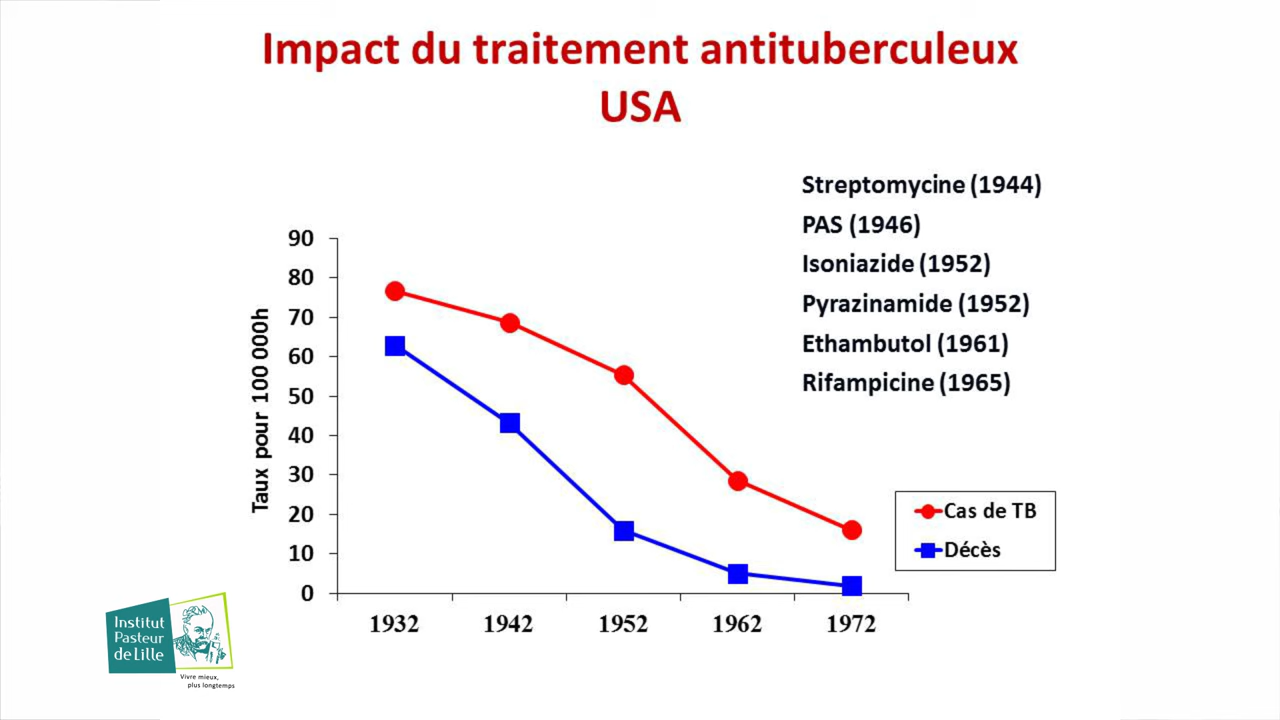 Impact du traitement antituberculeux
USA
Streptomycine (1944)
PAS (1946)
Isoniazide (1952)
Pyrazinamide (1952)
Ethambutol (1961)
Rifampicine (1965)
Taux pour 100 000h
90
80
70
60
50
40
30
20
10
0
1932 1942 1952 1962 1972
Cas de TB
Décès
Institut
Pasteur
de Lille
Vivre mieux,
plus longtemps